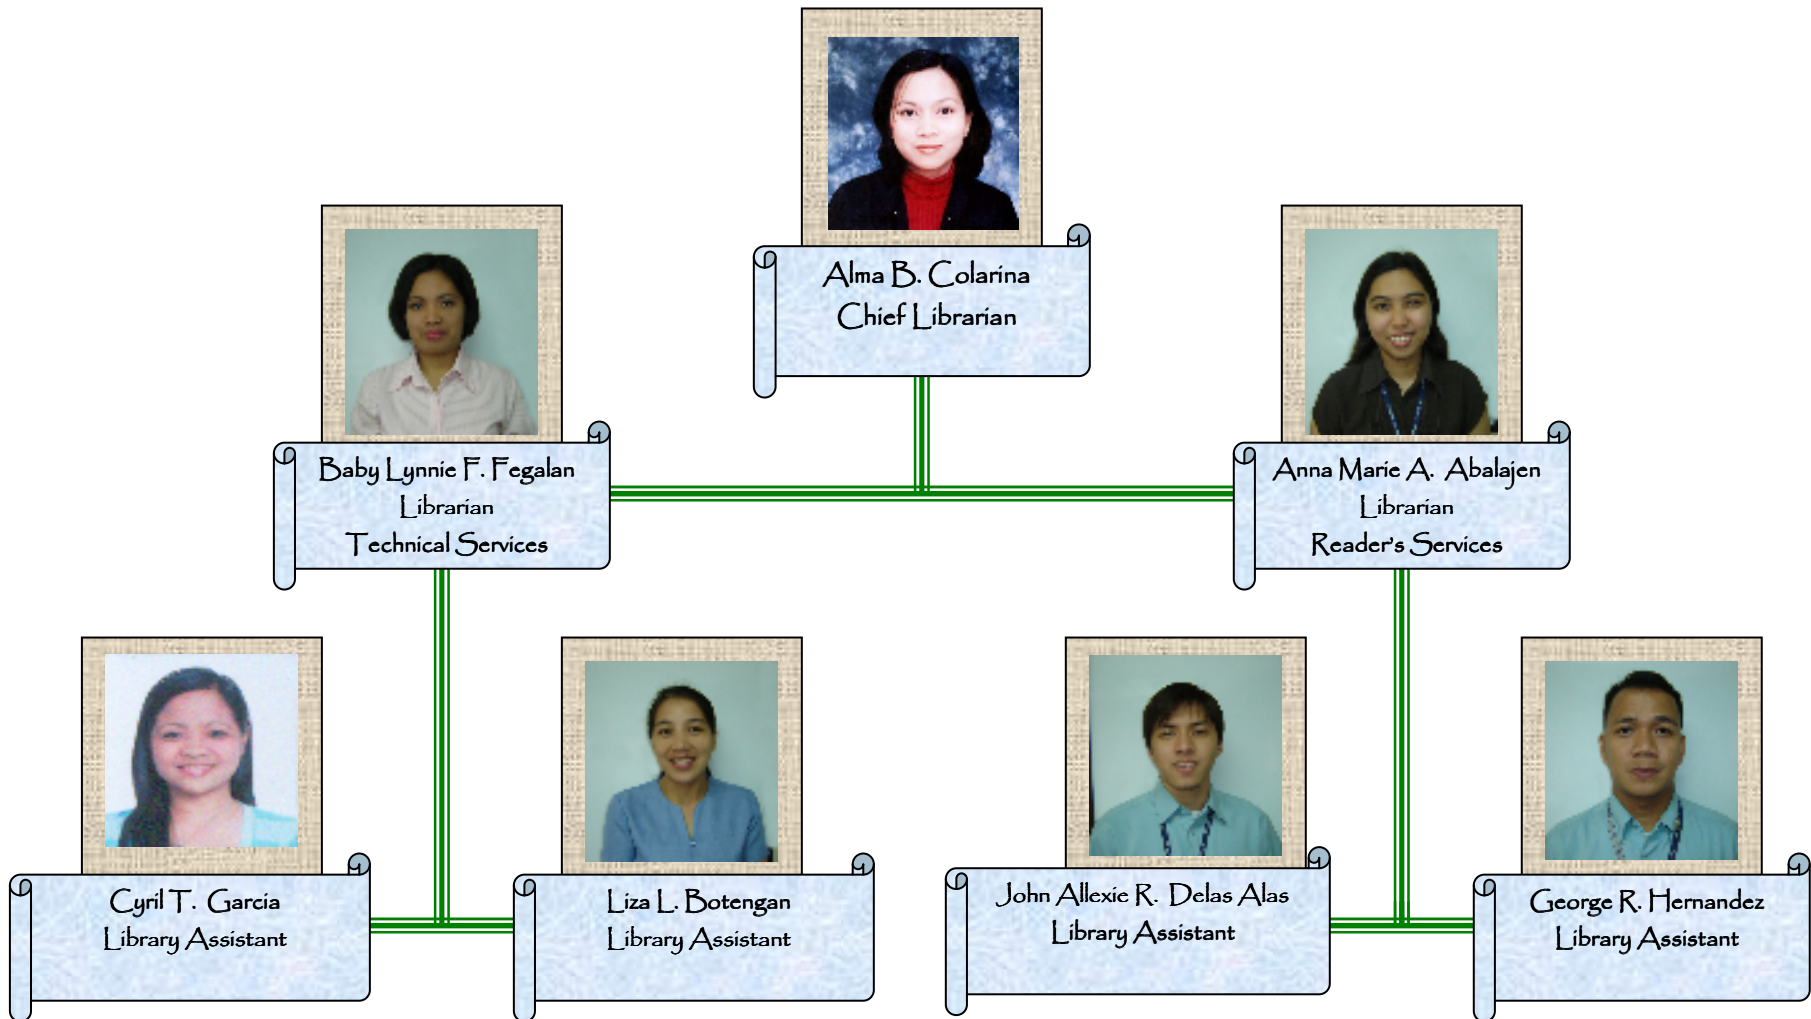 Alma B. Colarina
Chief Librarian
Baby Lynnie F. Fegalan
Librarian
Technical Services
Anna Marie A. Abalajen
Librarian
Reader's Services
Cyril T. Garcia
Library Assistant
Liza L. Botengan
Library Assistant
John Allexie R. Delas Alas
Library Assistant
George R. Hernandez
Library Assistant